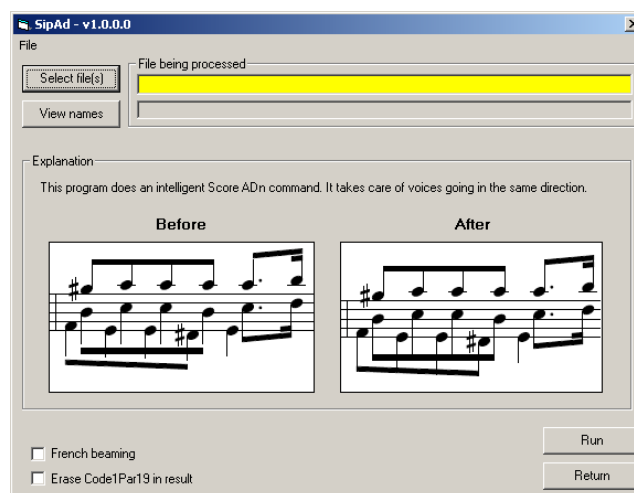 SipAd - v1.0.0.0
File
Select file(s)
File being processed
View names
Explanation
This program does an intelligent Score ADn command. It takes care of voices going in the same direction.
Before
After
French beaming
Erase Code1Par19 in result
Run
Return